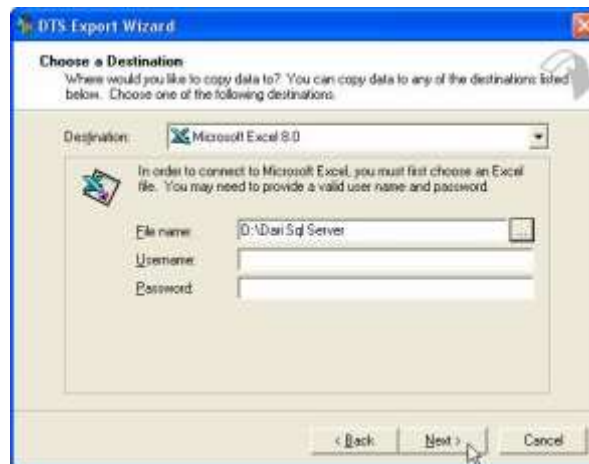 DTS Export Wizard
Choose a Destination
Where would you like to copy data to? You can copy data to any of the destinations listed
below. Choose one of the following destinations.
Destination: Microsoft Excel 8.0
In order to connect to Microsoft Excel, you must first choose an Excel
file. You may need to provide a valid user name and password.
File name: D:\Dari Sql Server ...
Username:
Password:
< Back Next > Cancel